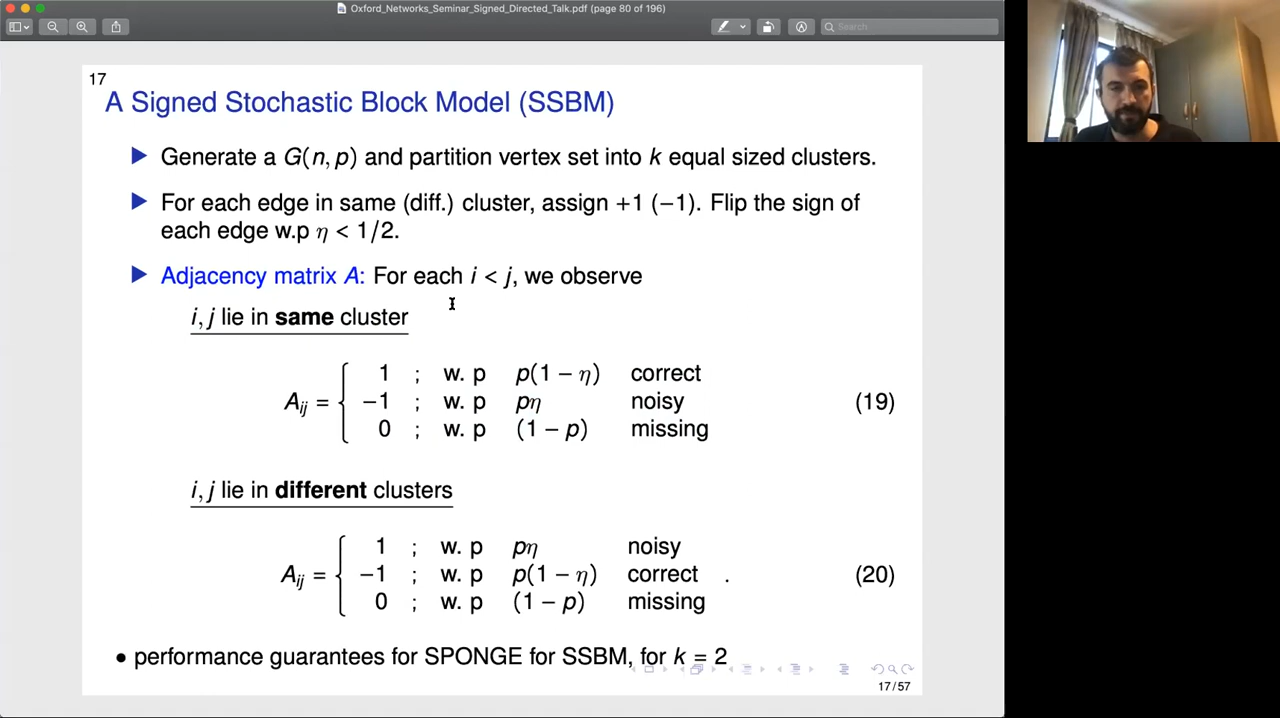 Oxford_Networks_Seminar_Signed_Directed_Talk.pdf (page 80 of 196)
Search
17
A Signed Stochastic Block Model (SSBM)
▶ Generate a G(n, p) and partition vertex set into k equal sized clusters.
▶ For each edge in same (diff.) cluster, assign +1 (−1). Flip the sign of
each edge w.p η < 1/2.
▶ Adjacency matrix A: For each i < j, we observe
i, j lie in same cluster
1 ; w. p p(1 − η) correct
A_ij = { −1 ; w. p pη noisy (19)
0 ; w. p (1 − p) missing
i, j lie in different clusters
1 ; w. p pη noisy
A_ij = { −1 ; w. p p(1 − η) correct . (20)
0 ; w. p (1 − p) missing
• performance guarantees for SPONGE for SSBM, for k = 2
17/57